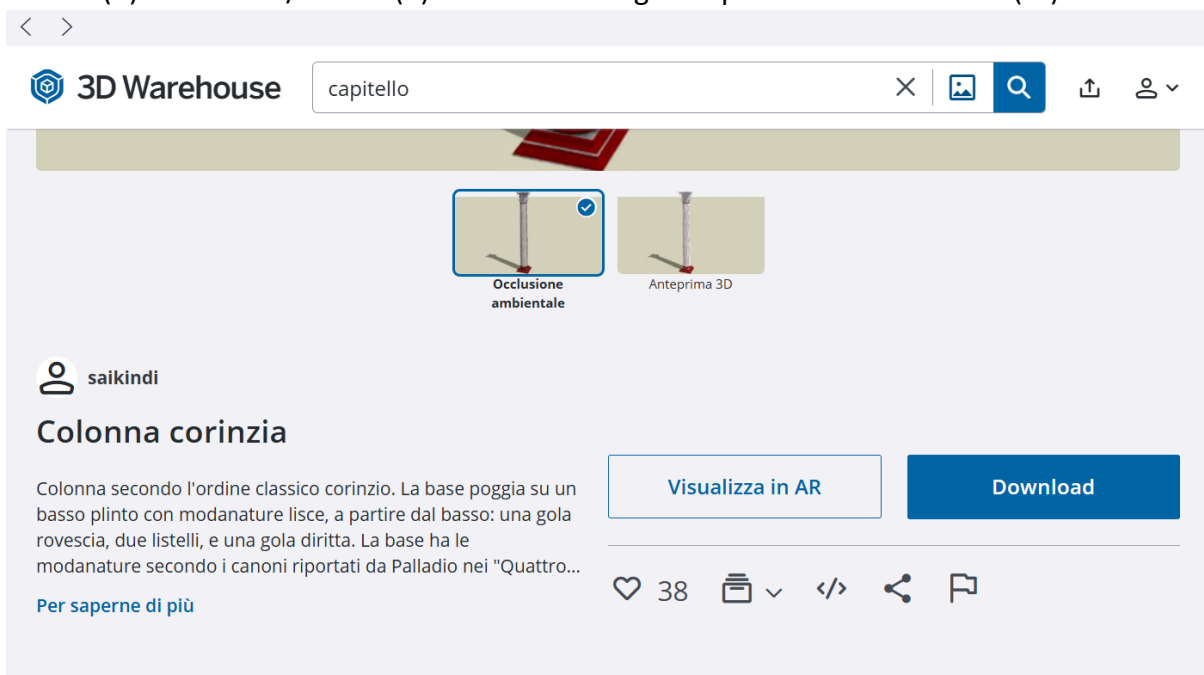 3D Warehouse
capitello
Occlusione
ambientale
Anteprima 3D
saikindi
Colonna corinzia
Colonna secondo l'ordine classico corinzio. La base poggia su un
basso plinto con modanature lisce, a partire dal basso: una gola
rovescia, due listelli, e una gola diritta. La base ha le
modanature secondo i canoni riportati da Palladio nei "Quattro...
Per saperne di più
Visualizza in AR
Download
38